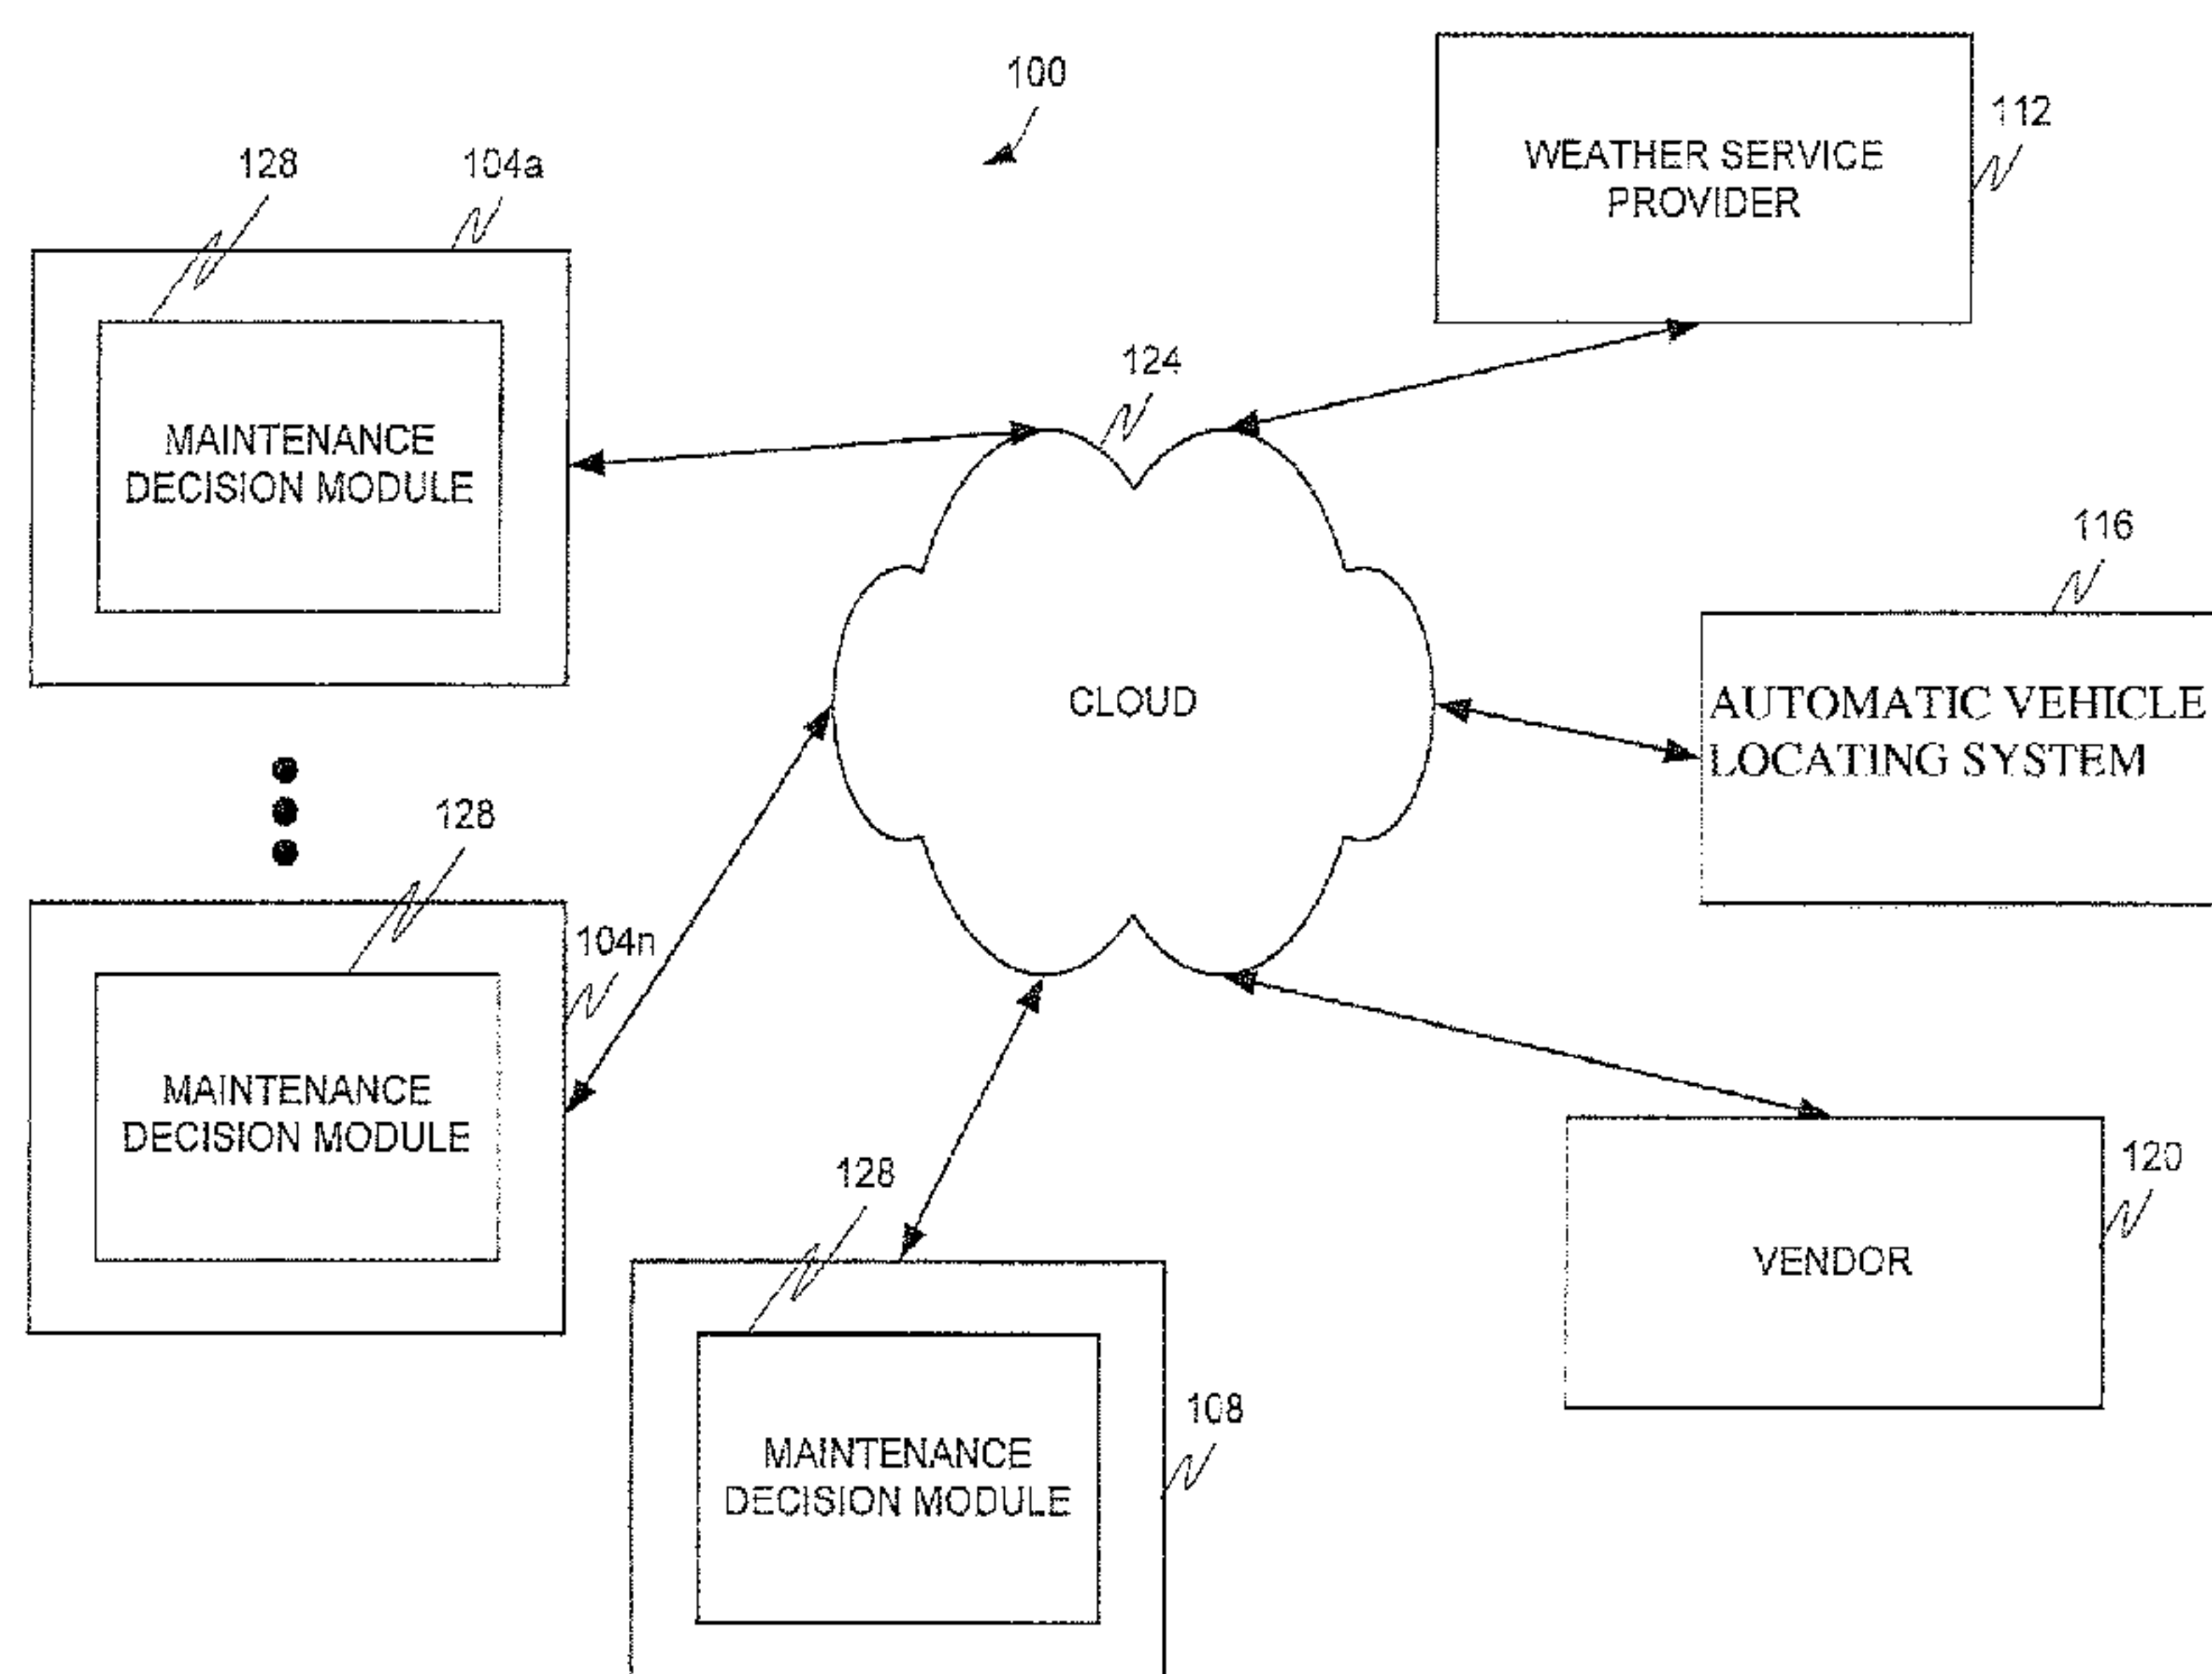 100
112
WEATHER SERVICE
PROVIDER
128
104a
124
MAINTENANCE
DECISION MODULE
116
CLOUD
AUTOMATIC VEHICLE
LOCATING SYSTEM
128
104n
MAINTENANCE
DECISION MODULE
128
120
VENDOR
108
MAINTENANCE
DECISION MODULE